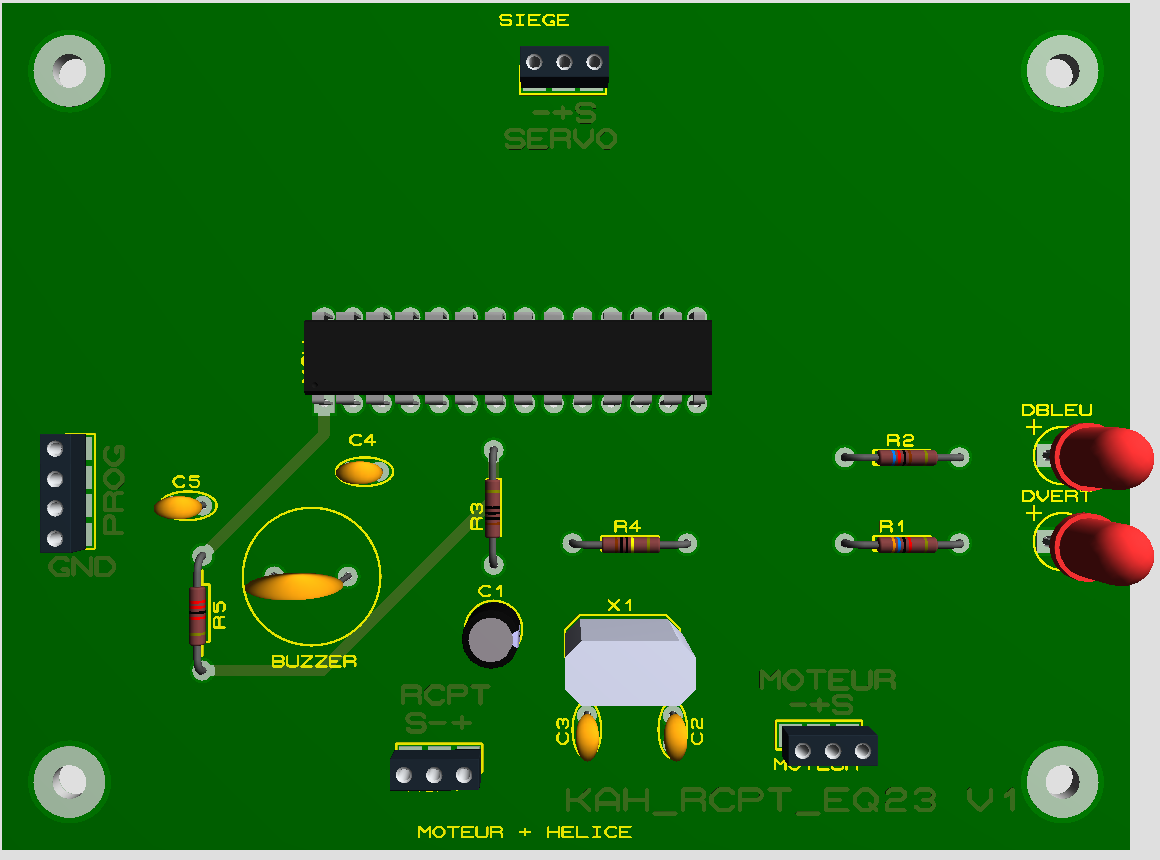 SIEGE
-+S
SERVO
C4
DBLEU
+
R2
PROG
C5
DVERT
+
R3
R4
R1
GND
C1
X1
R5
BUZZER
RCPT
S-+
MOTEUR
-+S
C3
C2
MOTEUR
KAH_RCPT_EQ23 V1
MOTEUR + HELICE